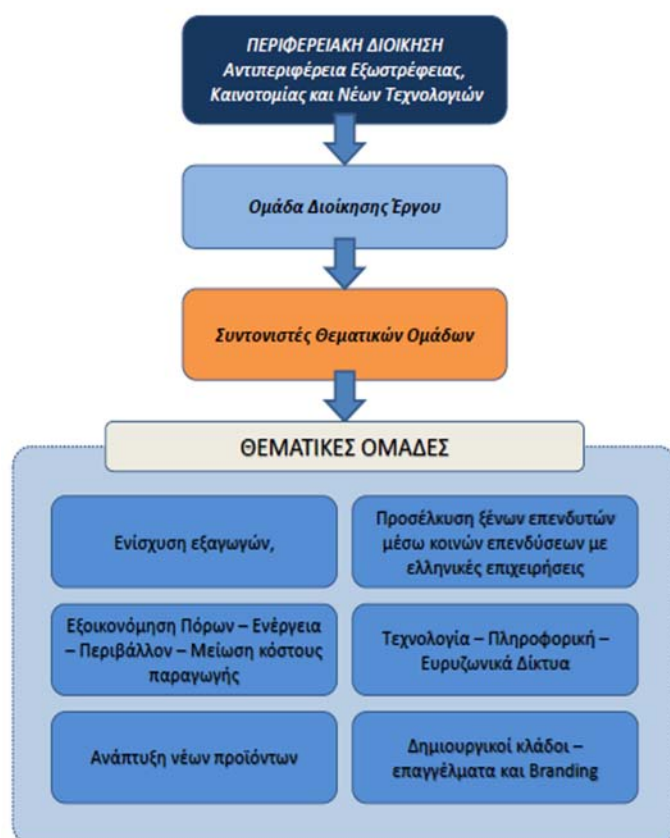 ΠΕΡΙΦΕΡΕΙΑΚΗ ΔΙΟΙΚΗΣΗ
Αντιπεριφέρεια Εξωστρέφειας,
Καινοτομίας και Νέων Τεχνολογιών
Ομάδα Διοίκησης Έργου
Συντονιστές Θεματικών Ομάδων
ΘΕΜΑΤΙΚΕΣ ΟΜΑΔΕΣ
Ενίσχυση εξαγωγών,
Προσέλκυση ξένων επενδυτών
μέσω κοινών επενδύσεων με
ελληνικές επιχειρήσεις
Εξοικονόμηση Πόρων – Ενέργεια
– Περιβάλλον – Μείωση κόστους
παραγωγής
Τεχνολογία – Πληροφορική –
Ευρυζωνικά Δίκτυα
Ανάπτυξη νέων προϊόντων
Δημιουργικοί κλάδοι –
επαγγέλματα και Branding